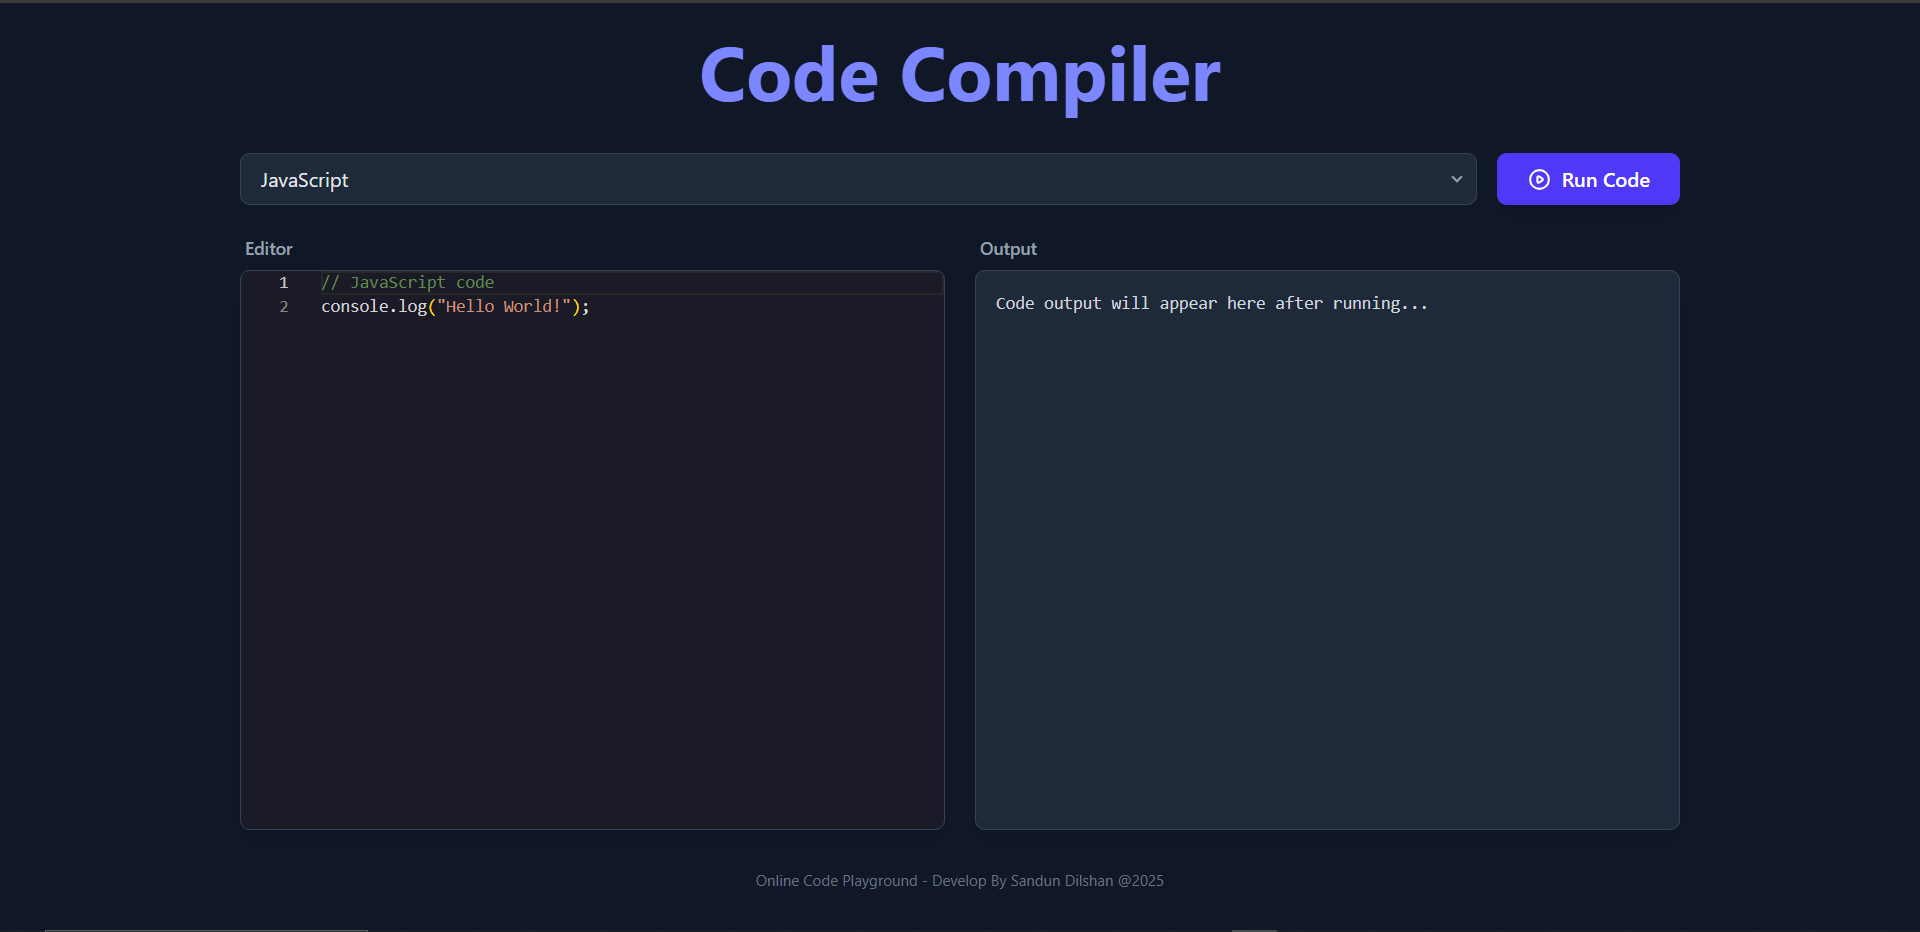 Code Compiler
JavaScript
Run Code
Editor
Output
1 // JavaScript code
2 console.log("Hello World!");
Code output will appear here after running...
Online Code Playground - Develop By Sandun Dilshan @2025